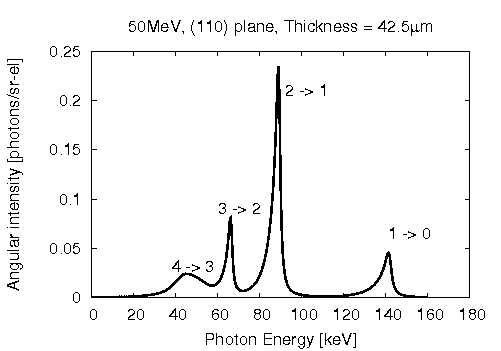 50MeV, (110) plane, Thickness = 42.5μm
Angular intensity [photons/sr-el]
0.25
0.2
0.15
0.1
0.05
0
2 -> 1
3 -> 2
1 -> 0
4 -> 3
0 20 40 60 80 100 120 140 160 180
Photon Energy [keV]